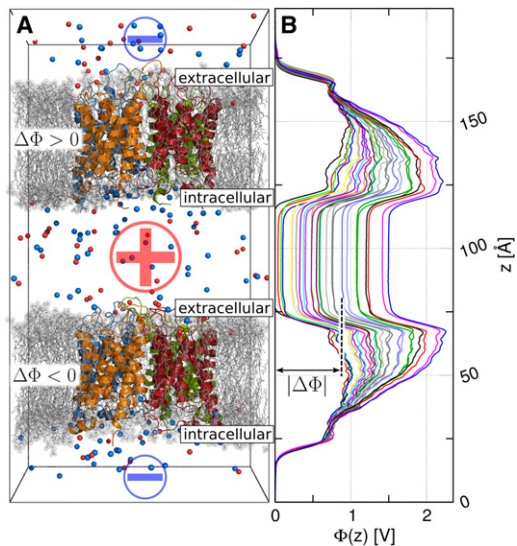 A
extracellular
ΔΦ > 0
intracellular
extracellular
ΔΦ < 0
intracellular
B
150
100
50
0
z [Å]
|ΔΦ|
0
1
2
Φ(z) [V]